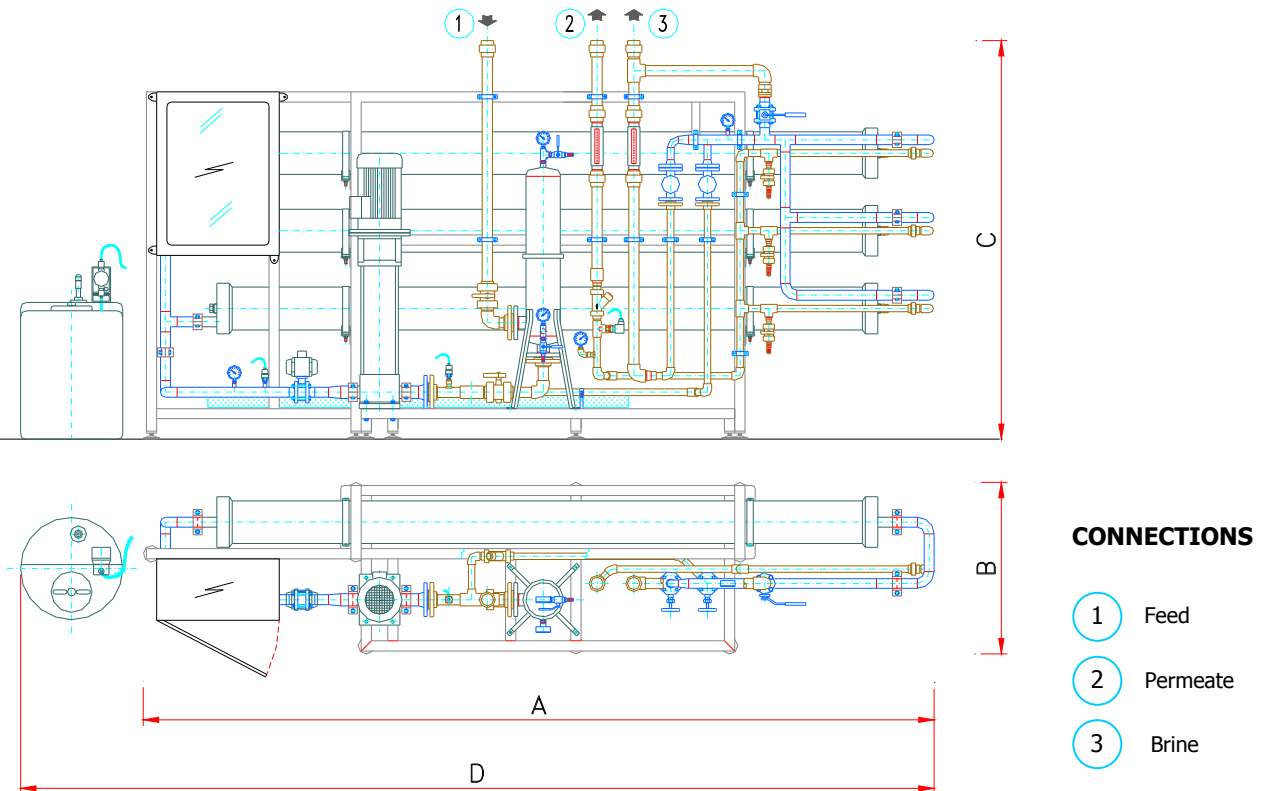 1 2 3
C
B
CONNECTIONS
1 Feed
2 Permeate
3 Brine
A
D